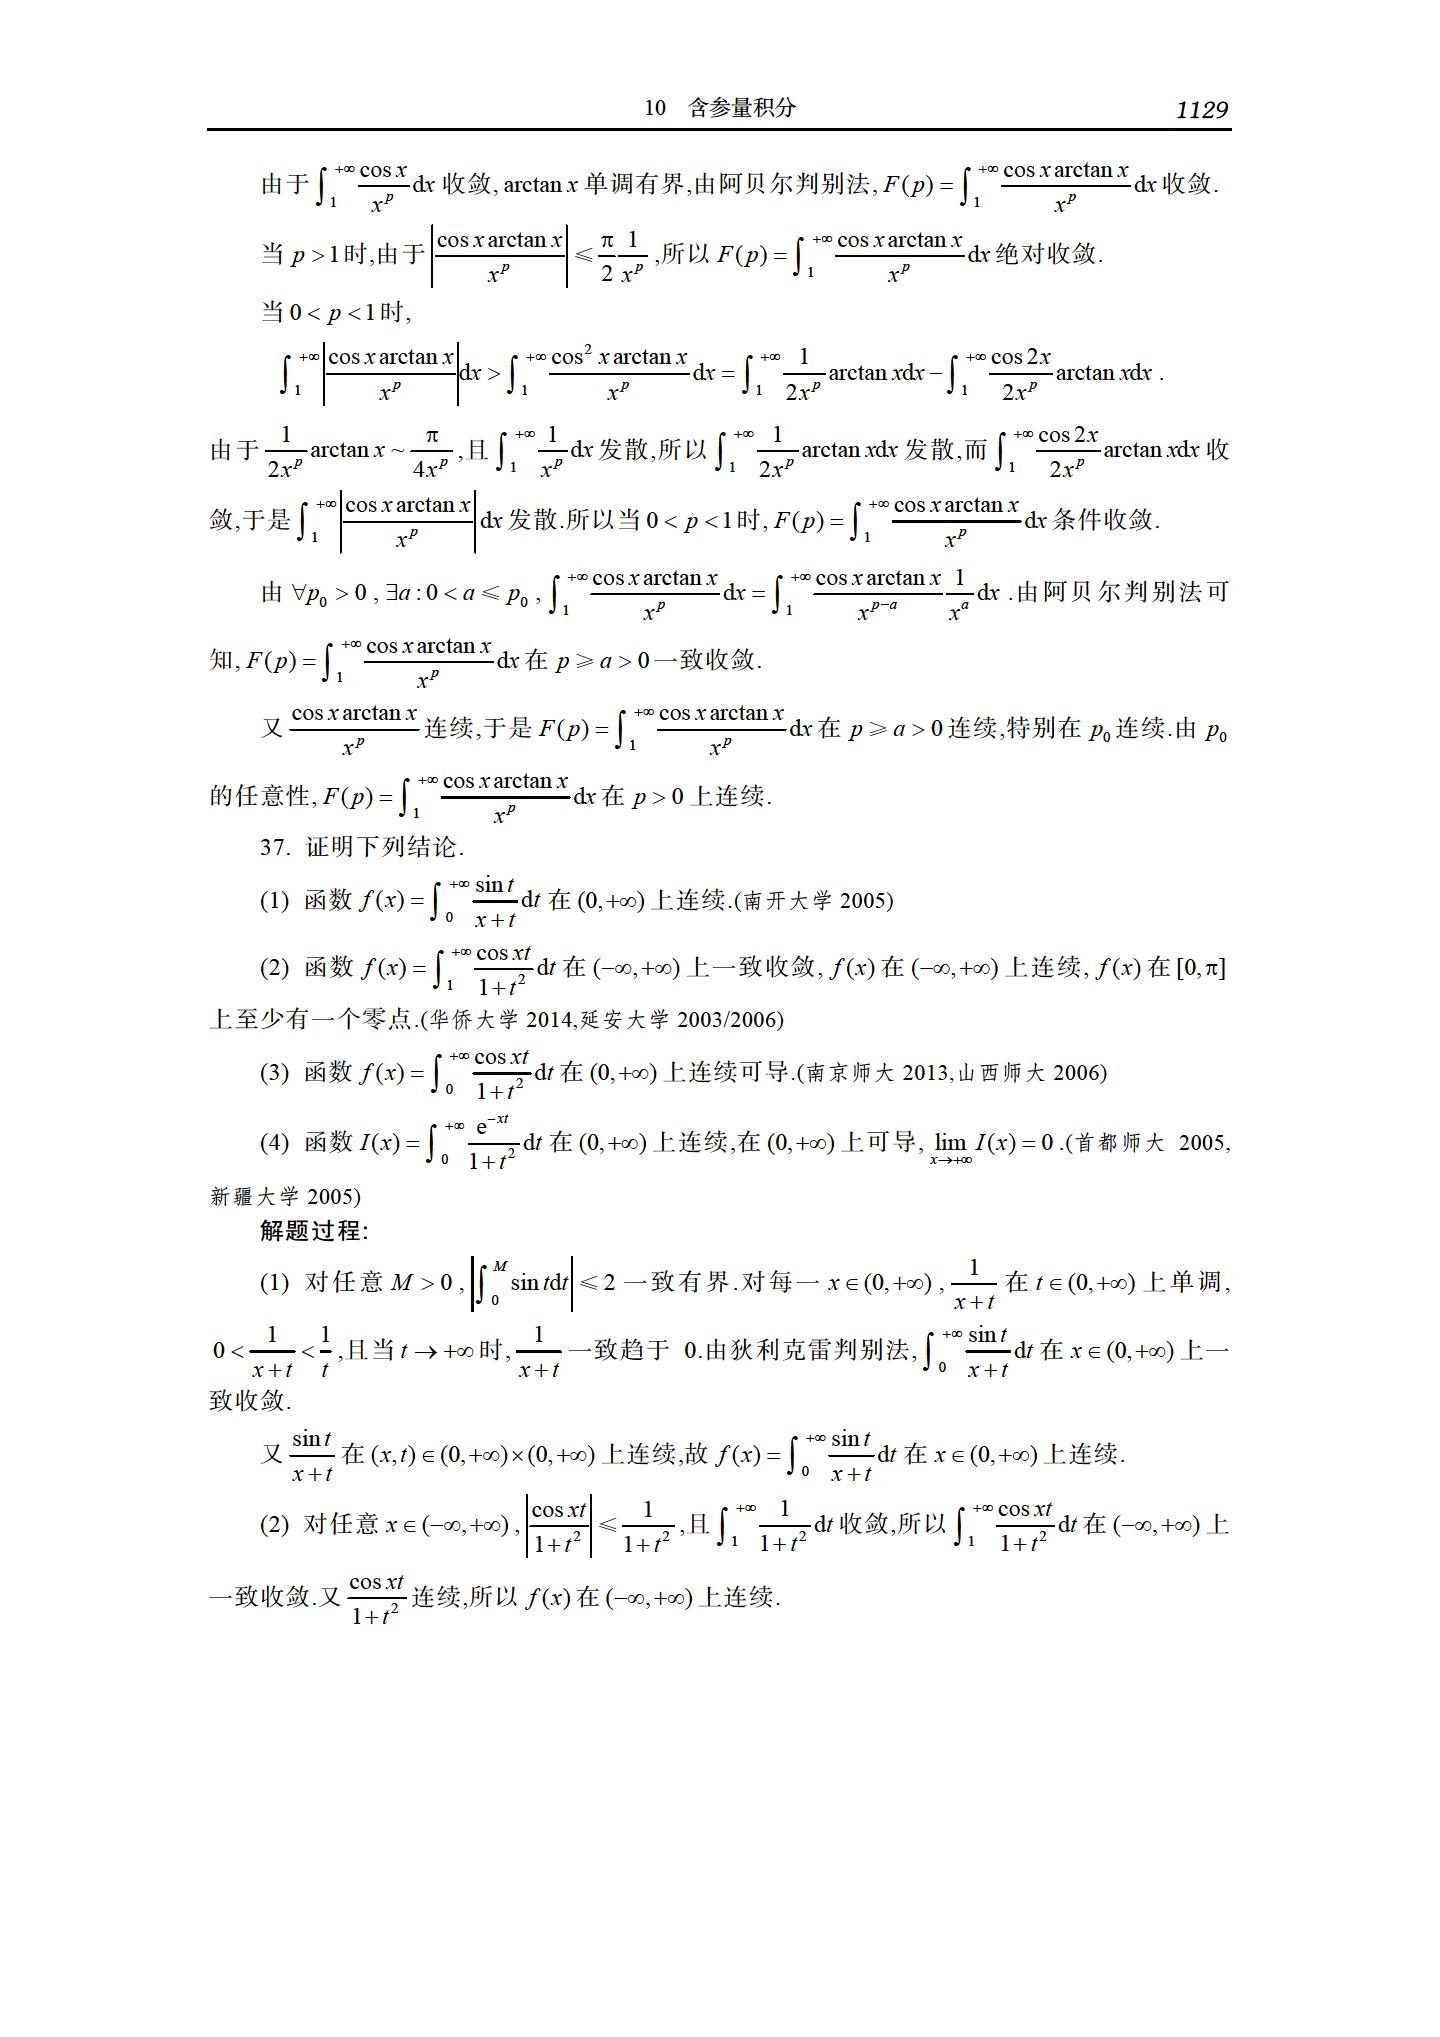 10 含参量积分 1129
由于 $\int_1^{+\infty}\frac{\cos x}{x^p}\mathrm{d}x$ 收敛, $\arctan x$ 单调有界,由阿贝尔判别法, $F(p)=\int_1^{+\infty}\frac{\cos x\arctan x}{x^p}\mathrm{d}x$ 收敛.
当 $p>1$ 时,由于 $\left|\frac{\cos x\arctan x}{x^p}\right|\leqslant\frac{\pi}{2}\frac{1}{x^p}$ ,所以 $F(p)=\int_1^{+\infty}\frac{\cos x\arctan x}{x^p}\mathrm{d}x$ 绝对收敛.
当 $0<p<1$ 时,
$\int_1^{+\infty}\left|\frac{\cos x\arctan x}{x^p}\right|\mathrm{d}x>\int_1^{+\infty}\frac{\cos^2 x\arctan x}{x^p}\mathrm{d}x=\int_1^{+\infty}\frac{1}{2x^p}\arctan x\mathrm{d}x-\int_1^{+\infty}\frac{\cos 2x}{2x^p}\arctan x\mathrm{d}x$ .
由于 $\frac{1}{2x^p}\arctan x\sim\frac{\pi}{4x^p}$ ,且 $\int_1^{+\infty}\frac{1}{x^p}\mathrm{d}x$ 发散,所以 $\int_1^{+\infty}\frac{1}{2x^p}\arctan x\mathrm{d}x$ 发散,而 $\int_1^{+\infty}\frac{\cos 2x}{2x^p}\arctan x\mathrm{d}x$ 收
敛,于是 $\int_1^{+\infty}\left|\frac{\cos x\arctan x}{x^p}\right|\mathrm{d}x$ 发散.所以当 $0<p<1$ 时, $F(p)=\int_1^{+\infty}\frac{\cos x\arctan x}{x^p}\mathrm{d}x$ 条件收敛.
由 $\forall p_0>0$ , $\exists a:0<a\leqslant p_0$ , $\int_1^{+\infty}\frac{\cos x\arctan x}{x^p}\mathrm{d}x=\int_1^{+\infty}\frac{\cos x\arctan x}{x^{p-a}}\frac{1}{x^a}\mathrm{d}x$ .由阿贝尔判别法可
知, $F(p)=\int_1^{+\infty}\frac{\cos x\arctan x}{x^p}\mathrm{d}x$ 在 $p\geqslant a>0$ 一致收敛.
又 $\frac{\cos x\arctan x}{x^p}$ 连续,于是 $F(p)=\int_1^{+\infty}\frac{\cos x\arctan x}{x^p}\mathrm{d}x$ 在 $p\geqslant a>0$ 连续,特别在 $p_0$ 连续.由 $p_0$
的任意性, $F(p)=\int_1^{+\infty}\frac{\cos x\arctan x}{x^p}\mathrm{d}x$ 在 $p>0$ 上连续.
37. 证明下列结论.
(1) 函数 $f(x)=\int_0^{+\infty}\frac{\sin t}{x+t}\mathrm{d}t$ 在 $(0,+\infty)$ 上连续.(南开大学 2005)
(2) 函数 $f(x)=\int_1^{+\infty}\frac{\cos xt}{1+t^2}\mathrm{d}t$ 在 $(-\infty,+\infty)$ 上一致收敛, $f(x)$ 在 $(-\infty,+\infty)$ 上连续, $f(x)$ 在 $[0,\pi]$
上至少有一个零点.(华侨大学 2014,延安大学 2003/2006)
(3) 函数 $f(x)=\int_0^{+\infty}\frac{\cos xt}{1+t^2}\mathrm{d}t$ 在 $(0,+\infty)$ 上连续可导.(南京师大 2013,山西师大 2006)
(4) 函数 $I(x)=\int_0^{+\infty}\frac{\mathrm{e}^{-xt}}{1+t^2}\mathrm{d}t$ 在 $(0,+\infty)$ 上连续,在 $(0,+\infty)$ 上可导, $\lim_{x\to+\infty}I(x)=0$ .(首都师大 2005,
新疆大学 2005)
解题过程:
(1) 对任意 $M>0$ , $\left|\int_0^M\sin t\mathrm{d}t\right|\leqslant 2$ 一致有界.对每一 $x\in(0,+\infty)$ , $\frac{1}{x+t}$ 在 $t\in(0,+\infty)$ 上单调,
$0<\frac{1}{x+t}<\frac{1}{t}$ ,且当 $t\to+\infty$ 时, $\frac{1}{x+t}$ 一致趋于 0.由狄利克雷判别法, $\int_0^{+\infty}\frac{\sin t}{x+t}\mathrm{d}t$ 在 $x\in(0,+\infty)$ 上一
致收敛.
又 $\frac{\sin t}{x+t}$ 在 $(x,t)\in(0,+\infty)\times(0,+\infty)$ 上连续,故 $f(x)=\int_0^{+\infty}\frac{\sin t}{x+t}\mathrm{d}t$ 在 $x\in(0,+\infty)$ 上连续.
(2) 对任意 $x\in(-\infty,+\infty)$ , $\left|\frac{\cos xt}{1+t^2}\right|\leqslant\frac{1}{1+t^2}$ ,且 $\int_1^{+\infty}\frac{1}{1+t^2}\mathrm{d}t$ 收敛,所以 $\int_1^{+\infty}\frac{\cos xt}{1+t^2}\mathrm{d}t$ 在 $(-\infty,+\infty)$ 上
一致收敛.又 $\frac{\cos xt}{1+t^2}$ 连续,所以 $f(x)$ 在 $(-\infty,+\infty)$ 上连续.